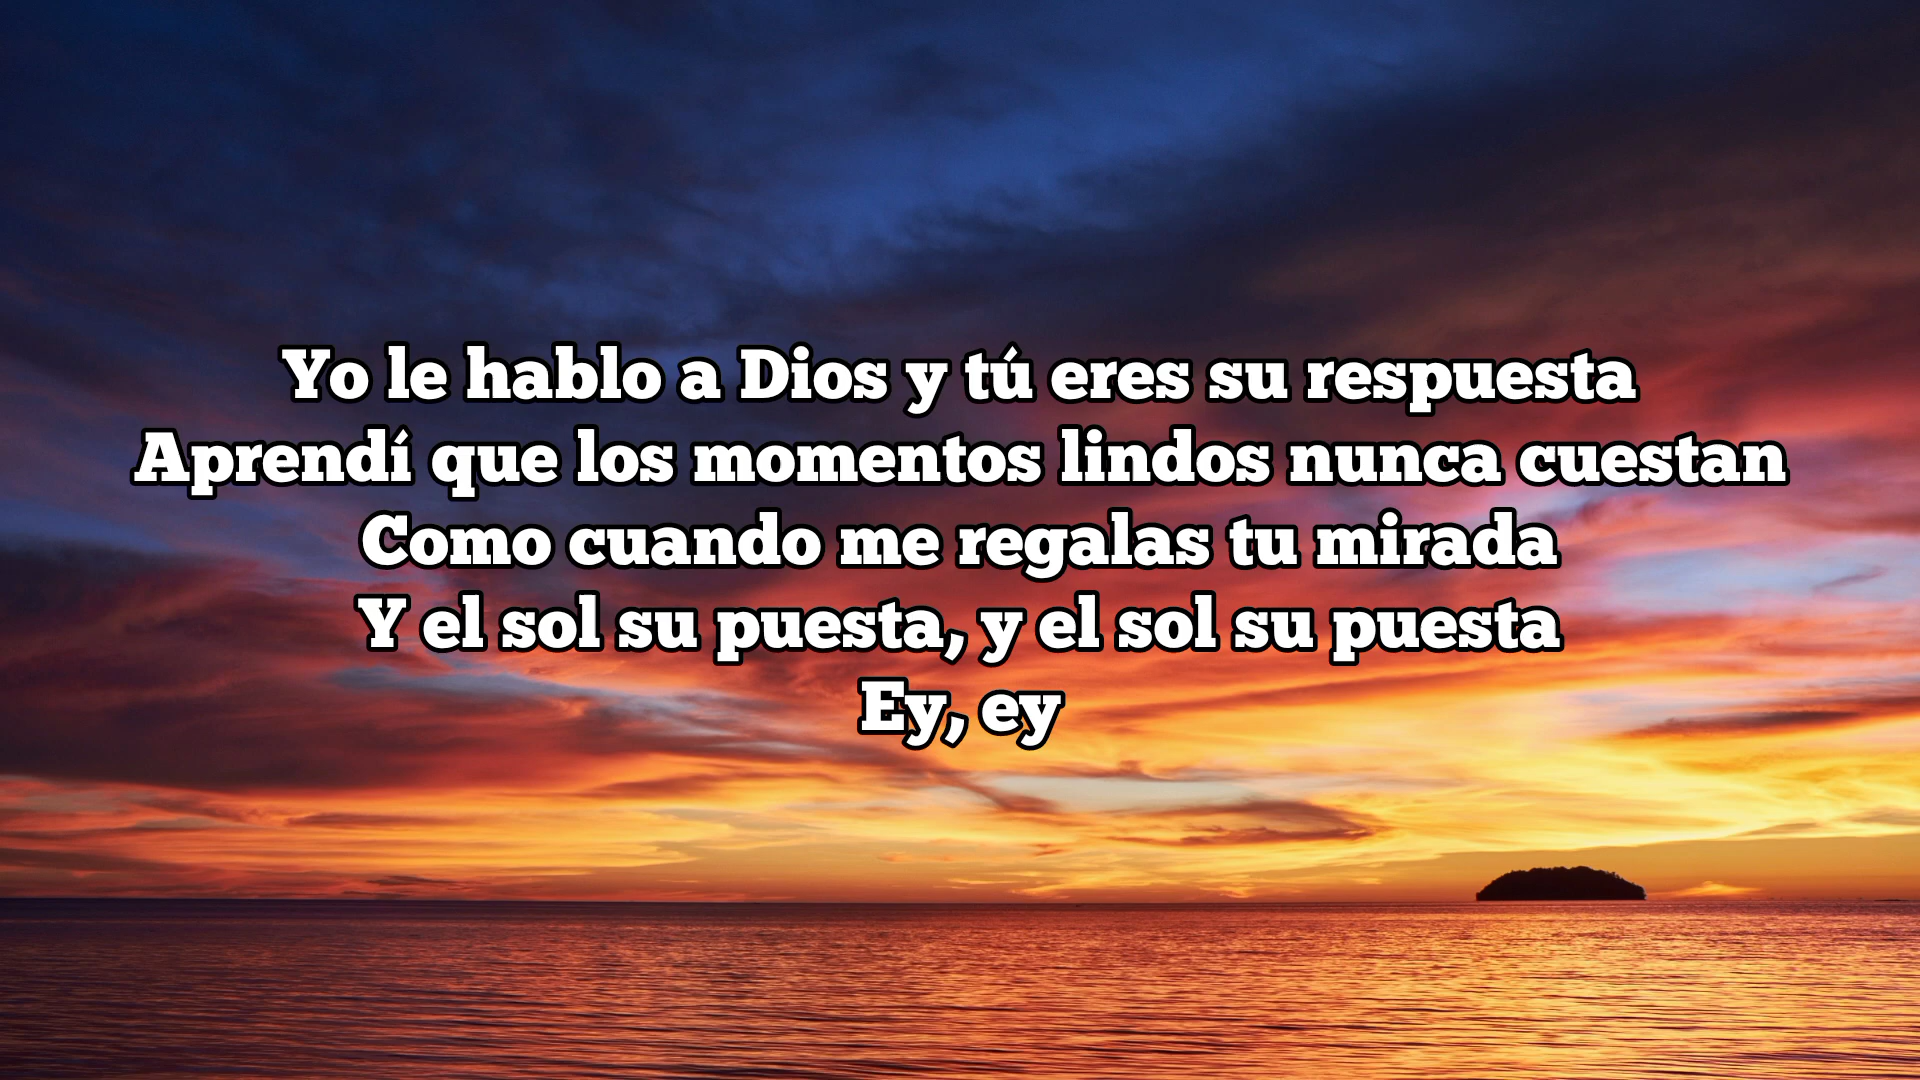 Yo le hablo a Dios y tú eres su respuesta
Aprendí que los momentos lindos nunca cuestan
Como cuando me regalas tu mirada
Y el sol su puesta, y el sol su puesta
Ey, ey